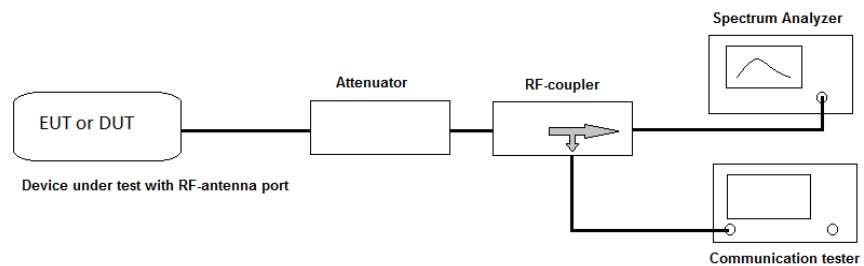 Spectrum Analyzer
Attenuator
RF-coupler
EUT or DUT
Device under test with RF-antenna port
Communication tester